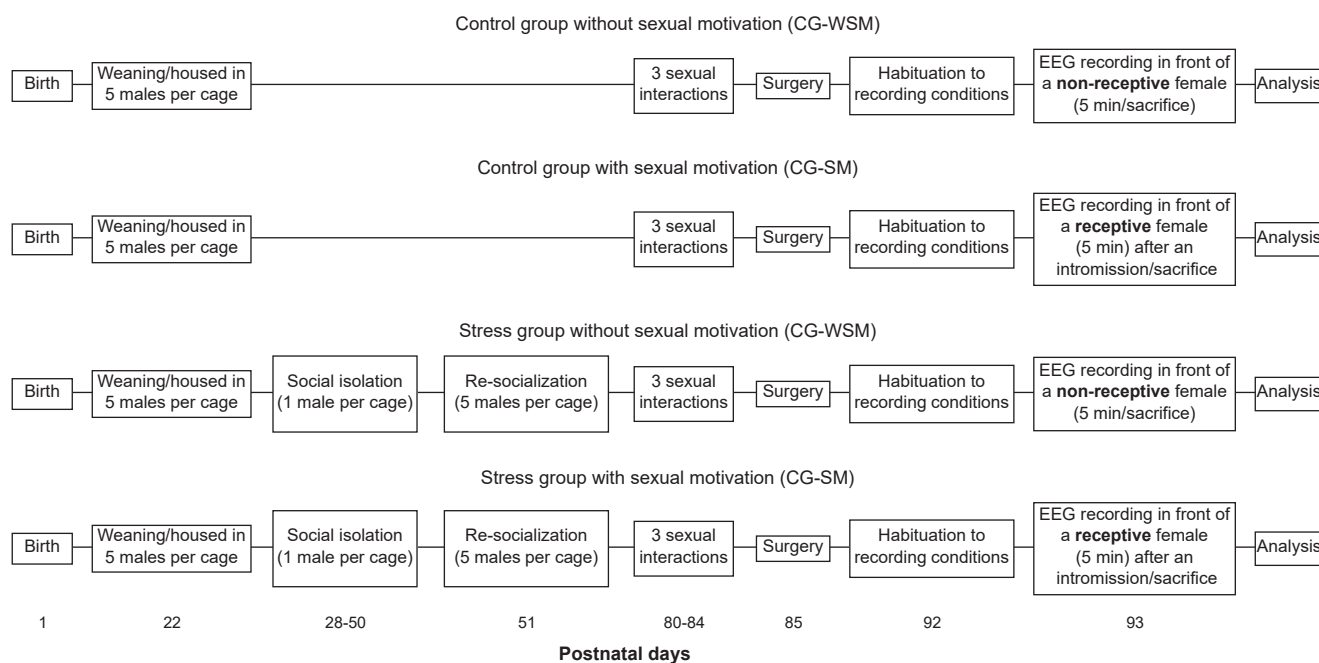 Control group without sexual motivation (CG-WSM)
Birth
Weaning/housed in
5 males per cage
3 sexual
interactions
Surgery
Habituation to
recording conditions
EEG recording in front of
a non-receptive female
(5 min/sacrifice)
Analysis
Control group with sexual motivation (CG-SM)
Birth
Weaning/housed in
5 males per cage
3 sexual
interactions
Surgery
Habituation to
recording conditions
EEG recording in front of
a receptive female
(5 min) after an
intromission/sacrifice
Analysis
Stress group without sexual motivation (CG-WSM)
Birth
Weaning/housed in
5 males per cage
Social isolation
(1 male per cage)
Re-socialization
(5 males per cage)
3 sexual
interactions
Surgery
Habituation to
recording conditions
EEG recording in front of
a non-receptive female
(5 min/sacrifice)
Analysis
Stress group with sexual motivation (CG-SM)
Birth
Weaning/housed in
5 males per cage
Social isolation
(1 male per cage)
Re-socialization
(5 males per cage)
3 sexual
interactions
Surgery
Habituation to
recording conditions
EEG recording in front of
a receptive female
(5 min) after an
intromission/sacrifice
Analysis
1 22 28-50 51 80-84 85 92 93
Postnatal days